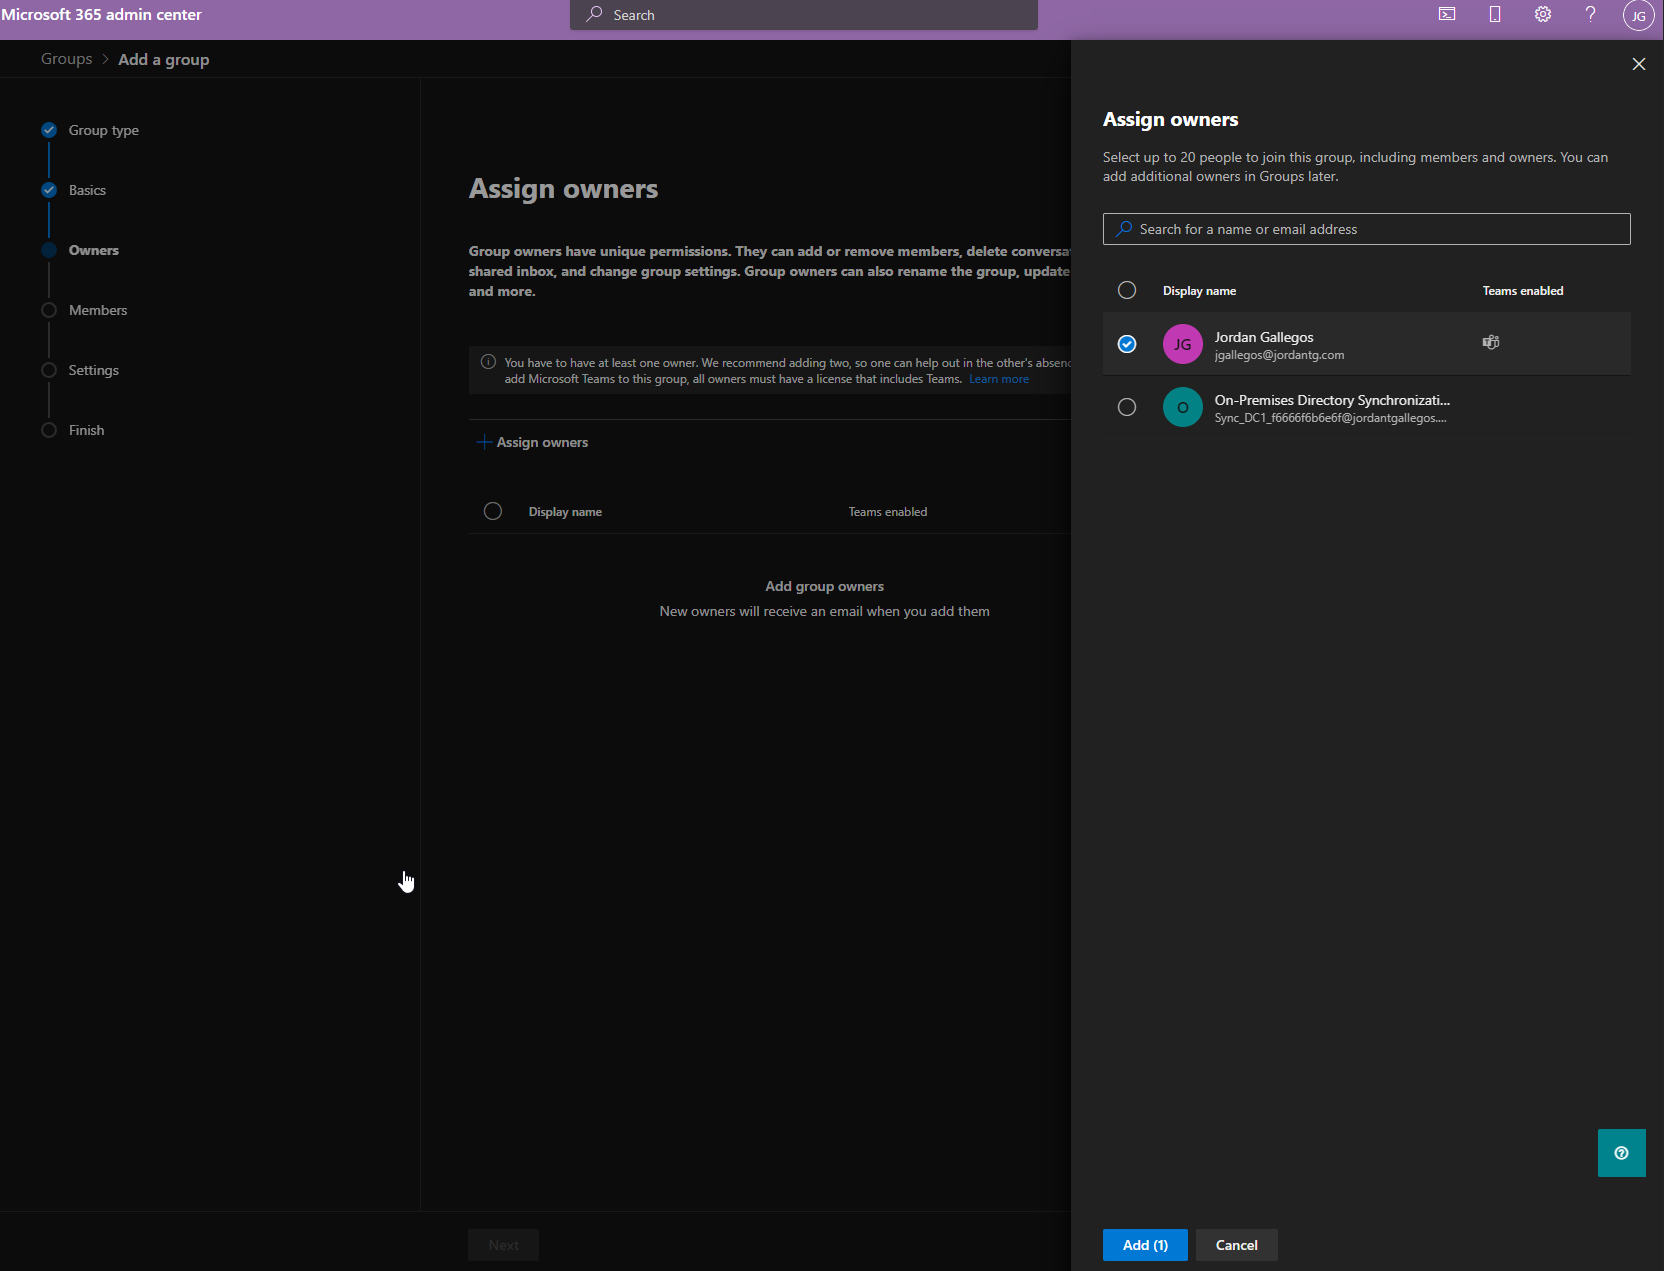 Microsoft 365 admin center
Search
JG
Groups > Add a group
Group type
Basics
Owners
Members
Settings
Finish
Assign owners
Group owners have unique permissions. They can add or remove members, delete conversa
shared inbox, and change group settings. Group owners can also rename the group, update
and more.
You have to have at least one owner. We recommend adding two, so one can help out in the other's absenc
add Microsoft Teams to this group, all owners must have a license that includes Teams. Learn more
Assign owners
Display name Teams enabled
Add group owners
New owners will receive an email when you add them
Next
Assign owners
Select up to 20 people to join this group, including members and owners. You can
add additional owners in Groups later.
Search for a name or email address
Display name Teams enabled
JG
Jordan Gallegos
jgallegos@jordantg.com
O
On-Premises Directory Synchronizati...
Sync_DC1_f6666f6b6e6f@jordantgallegos....
Add (1) Cancel